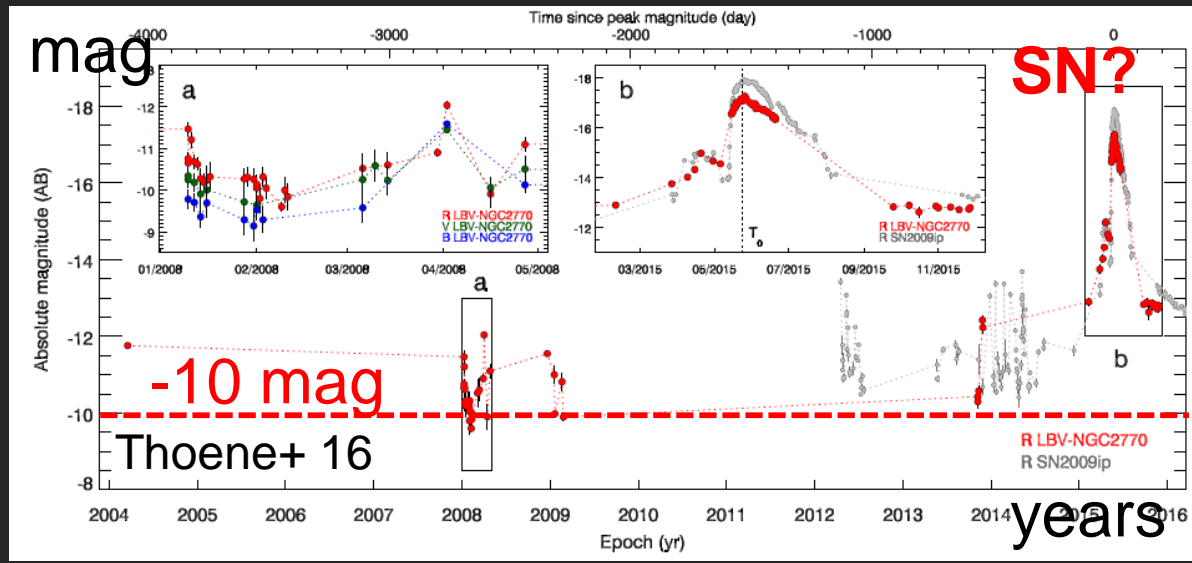 Time since peak magnitude (day)
-4000 -3000 -2000 -1000 0
mag
SN?
Absolute magnitude (AB)
-18
-16
-14
-12
-10
-8
a
-12
-11
-10
-9
R LBV-NGC2770
V LBV-NGC2770
B LBV-NGC2770
01/2008 02/2008 03/2008 04/2008 05/2008
b
-18
-16
-14
-12
T0
R LBV-NGC2770
R SN2009ip
03/2015 05/2015 07/2015 09/2015 11/2015
a
b
-10 mag
Thoene+ 16
R LBV-NGC2770
R SN2009ip
years
2004 2005 2006 2007 2008 2009 2010 2011 2012 2013 2014 2015 2016
Epoch (yr)